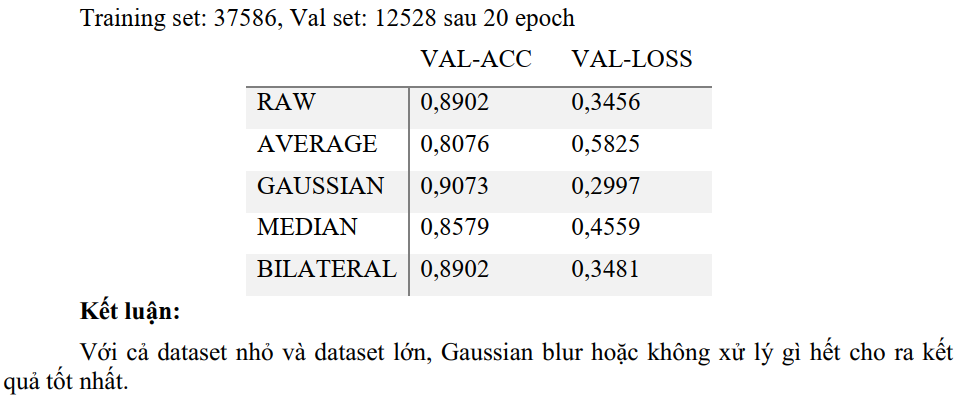 Training set: 37586, Val set: 12528 sau 20 epoch
VAL-ACC VAL-LOSS
RAW 0,8902 0,3456
AVERAGE 0,8076 0,5825
GAUSSIAN 0,9073 0,2997
MEDIAN 0,8579 0,4559
BILATERAL 0,8902 0,3481
Kết luận:
Với cả dataset nhỏ và dataset lớn, Gaussian blur hoặc không xử lý gì hết cho ra kết
quả tốt nhất.